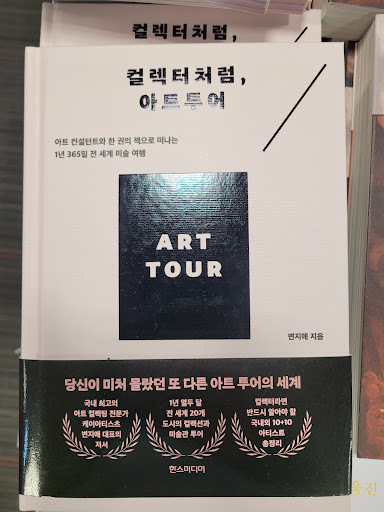 컬렉터처럼,
컬렉터처럼,
아트투어
아트 컨설턴트와 한 권의 책으로 떠나는
1년 365일 전 세계 미술 여행
ART
TOUR
변지애 지음
당신이 미처 몰랐던 또 다른 아트 투어의 세계
국내 최고의
아트 컬렉팅 전문가
케이아티스츠
변지애 대표의
저서
1년 열두 달
전 세계 20개
도시의 컬렉션과
미술관 투어
컬렉터라면
반드시 알아야 할
국내외 10+10
아티스트
총정리
한스미디어